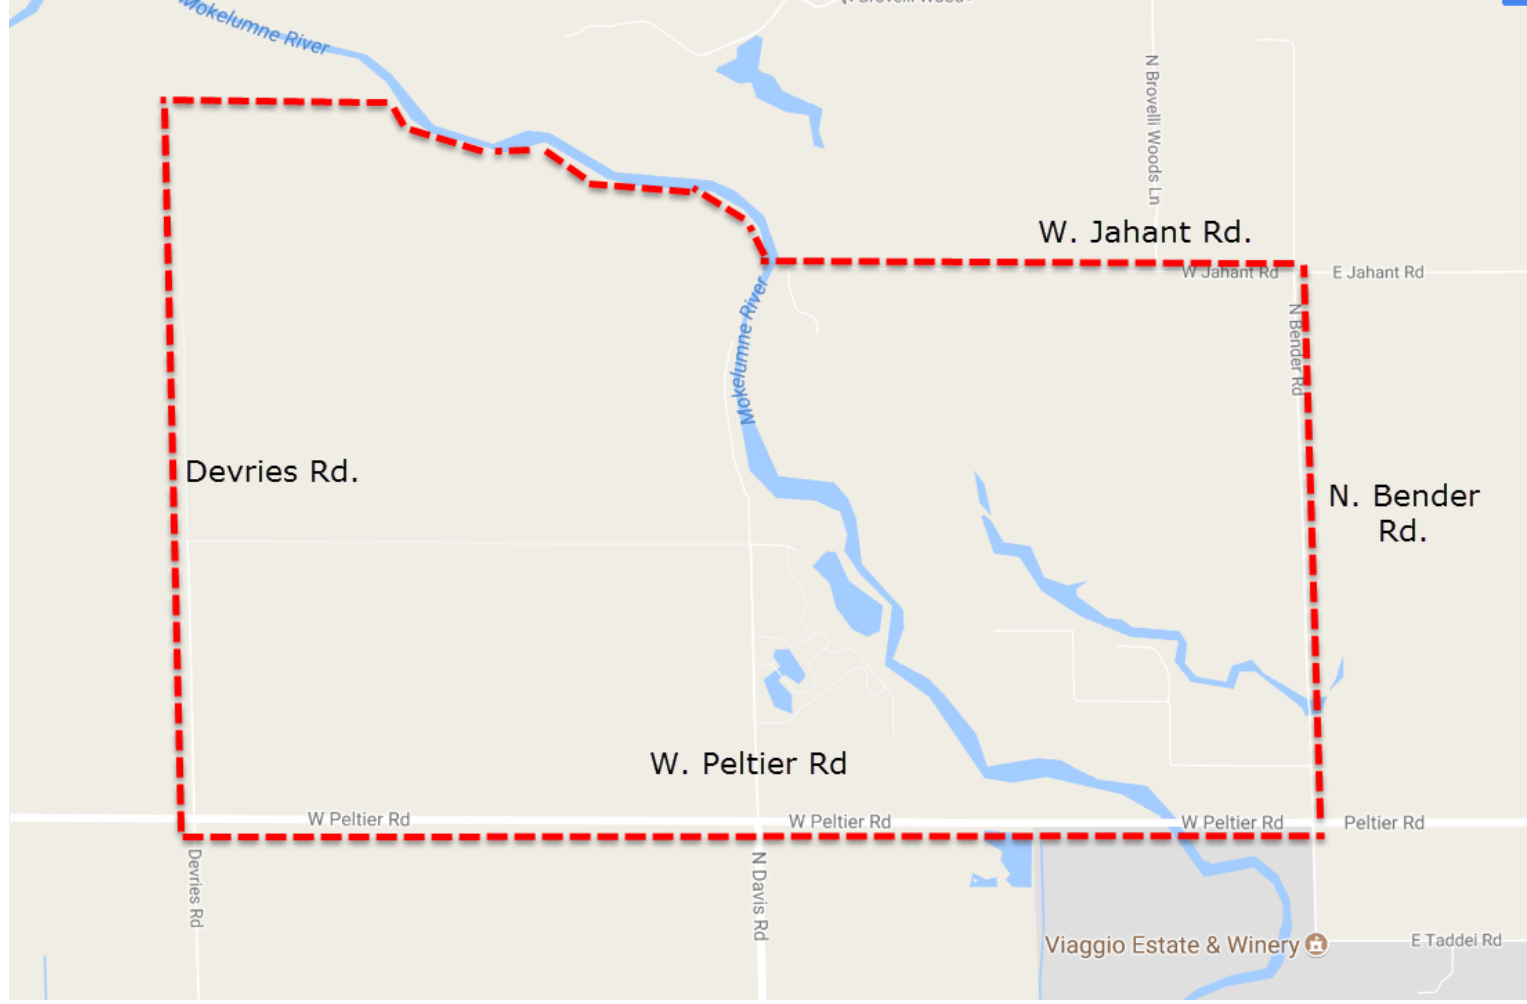 N Brovelli Woods
Mokelumne River
N Brovelli Woods Ln
W. Jahant Rd.
W Jahant Rd
E Jahant Rd
Mokelumne River
N Bender Rd
Devries Rd.
N. Bender
Rd.
W. Peltier Rd
W Peltier Rd
W Peltier Rd
W Peltier Rd
Peltier Rd
Devries Rd
N Davis Rd
Viaggio Estate & Winery
E Taddei Rd